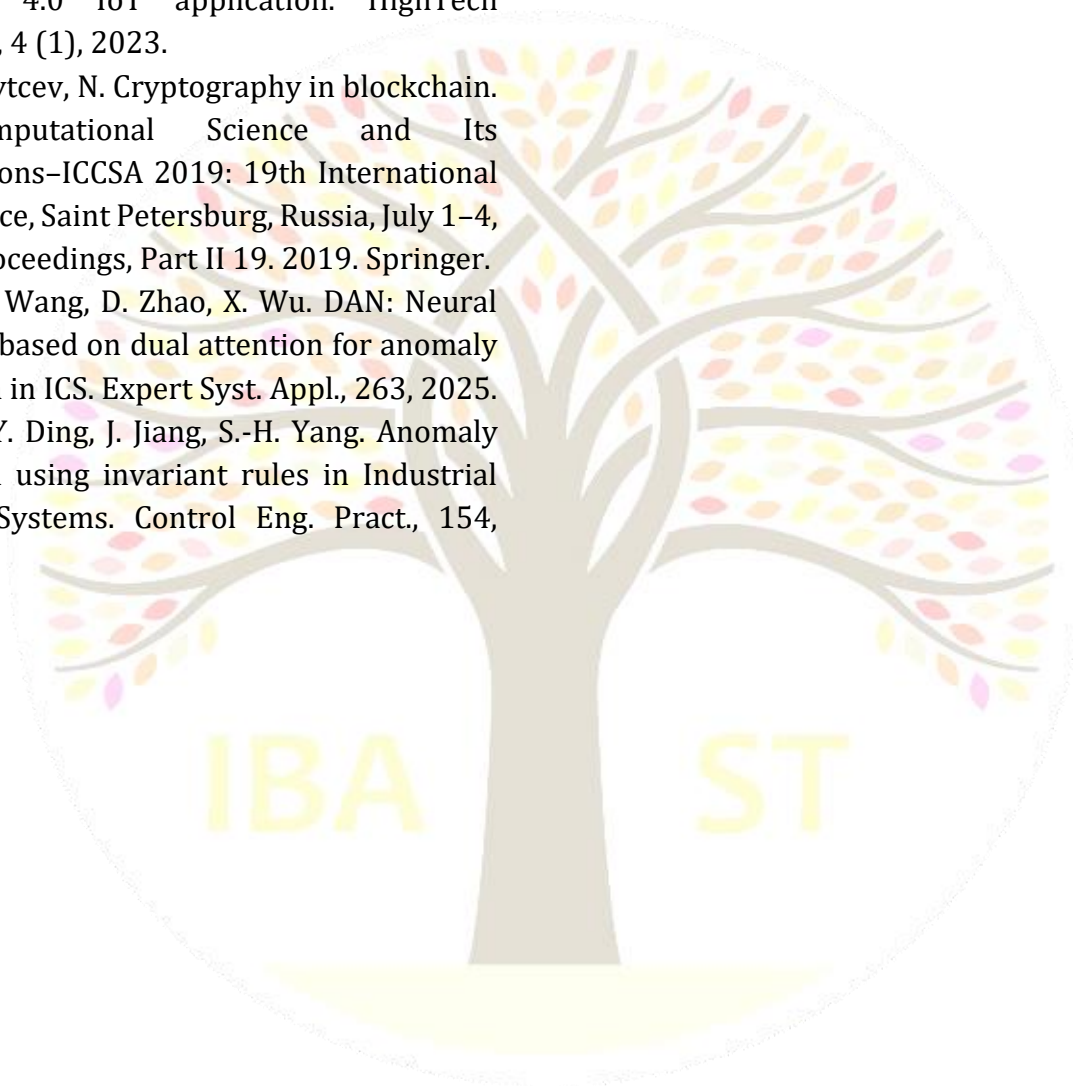 4.0 IoT application. HighTech
, 4 (1), 2023.
ytcev, N. Cryptography in blockchain.
mputational Science and Its
ons–ICCSA 2019: 19th International
ce, Saint Petersburg, Russia, July 1–4,
oceedings, Part II 19. 2019. Springer.
Wang, D. Zhao, X. Wu. DAN: Neural
based on dual attention for anomaly
in ICS. Expert Syst. Appl., 263, 2025.
Y. Ding, J. Jiang, S.-H. Yang. Anomaly
using invariant rules in Industrial
Systems. Control Eng. Pract., 154,
IBA ST